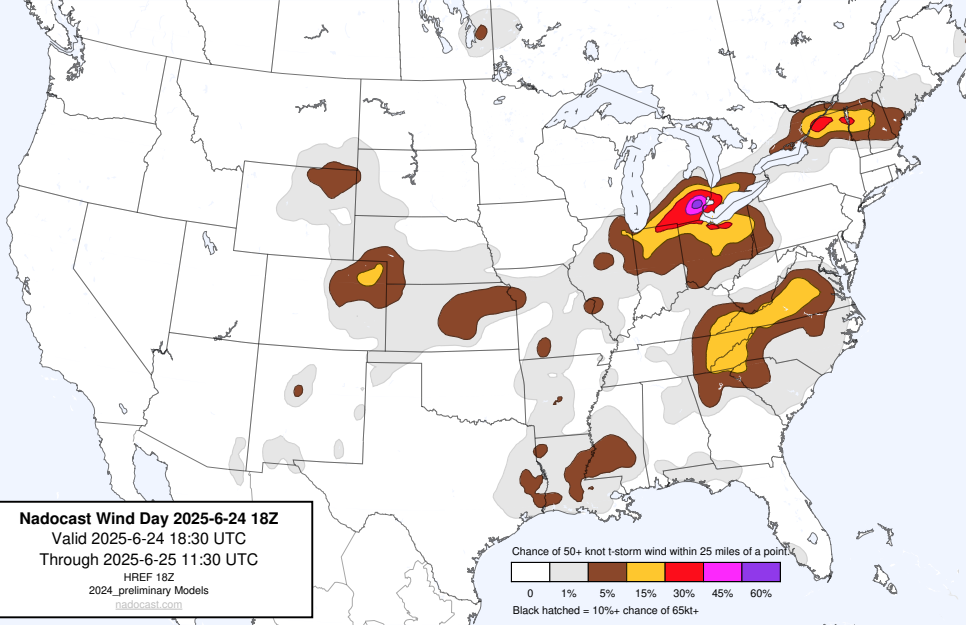 Nadocast Wind Day 2025-6-24 18Z
Valid 2025-6-24 18:30 UTC
Through 2025-6-25 11:30 UTC
HREF 18Z
2024_preliminary Models
nadocast.com
Chance of 50+ knot t-storm wind within 25 miles of a point.
0 1% 5% 15% 30% 45% 60%
Black hatched = 10%+ chance of 65kt+